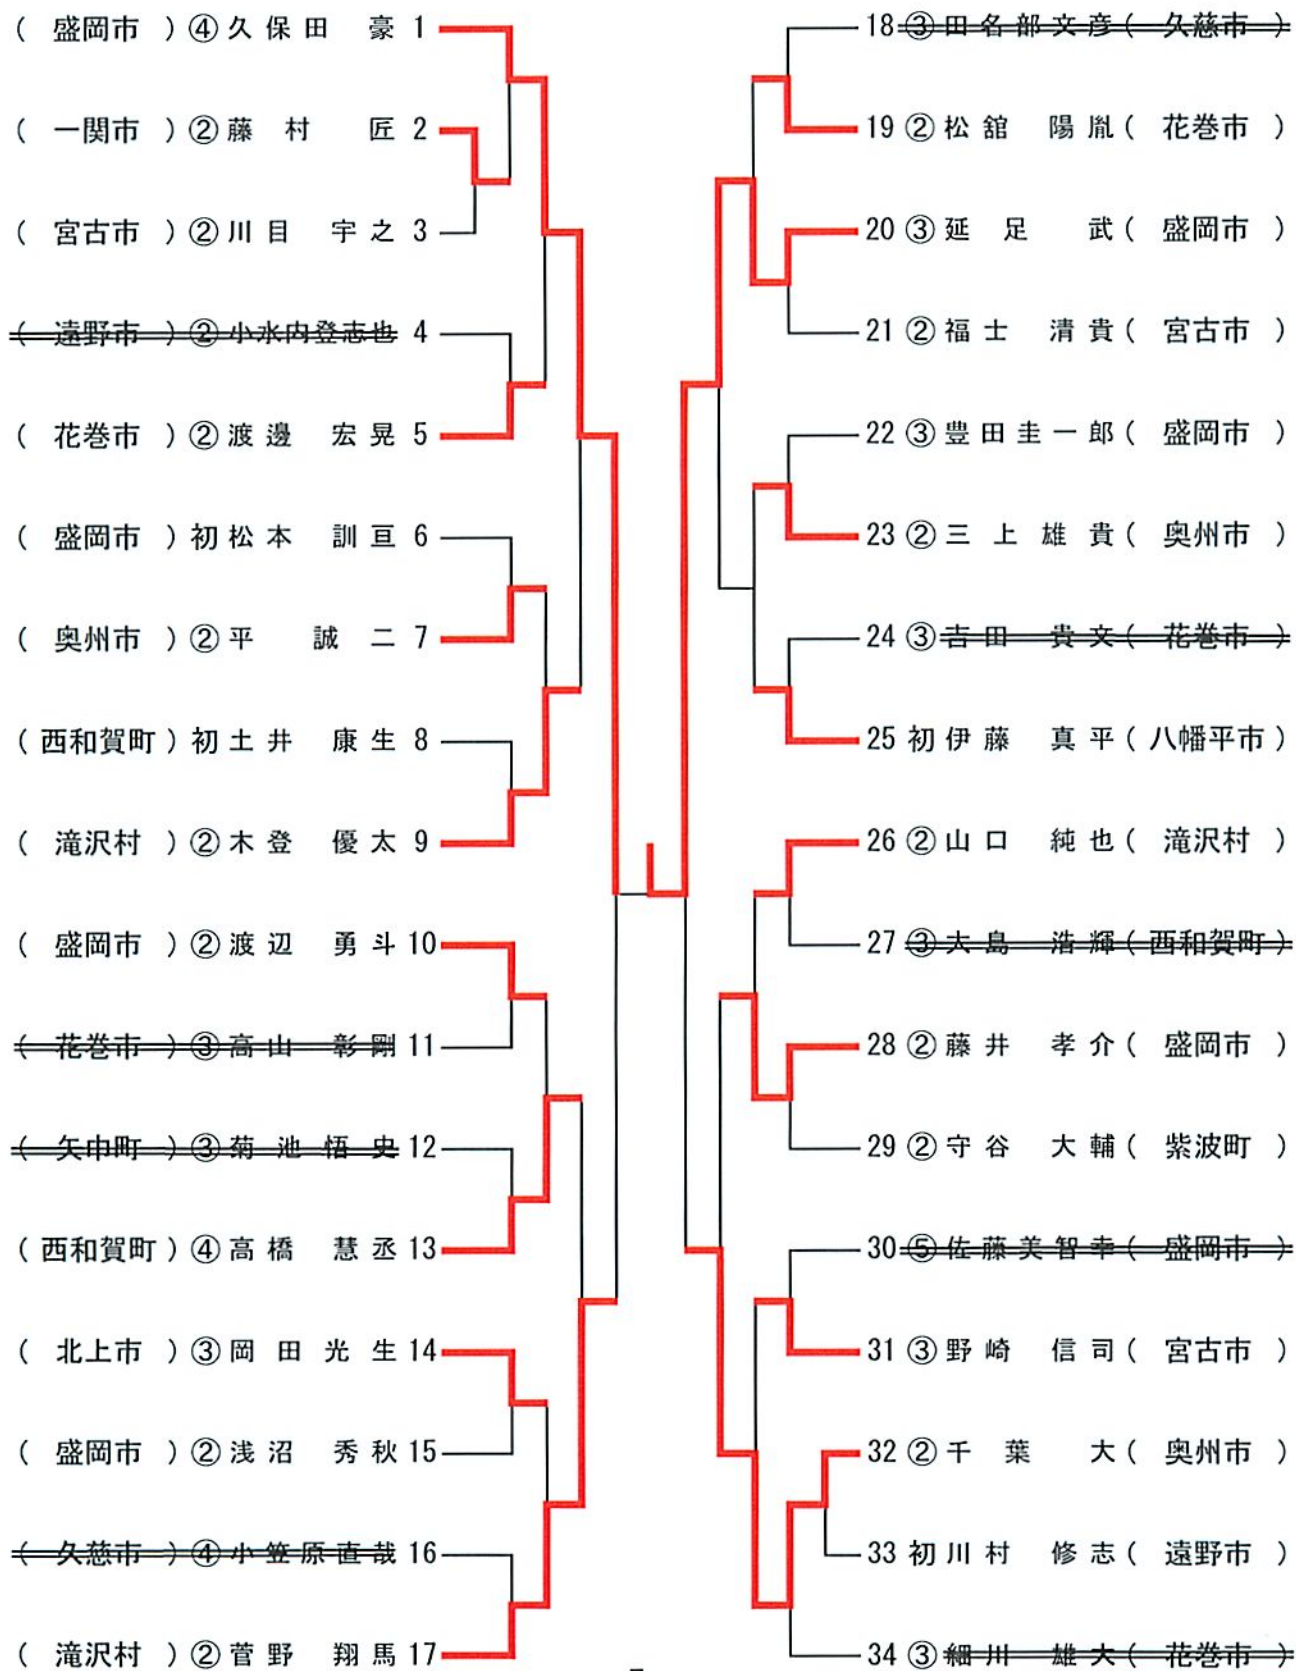 ( 盛岡市 ) ④ 久保田 豪 1
( 一関市 ) ② 藤村 匠 2
( 宮古市 ) ② 川目 宇之 3
( 遠野市 ) ② 小水内登志也 4
( 花巻市 ) ② 渡邊 宏晃 5
( 盛岡市 ) 初 松本 訓亘 6
( 奥州市 ) ② 平 誠二 7
( 西和賀町 ) 初 土井 康生 8
( 滝沢村 ) ② 木登 優太 9
( 盛岡市 ) ② 渡辺 勇斗 10
( 花巻市 ) ③ 高山 彰剛 11
( 矢巾町 ) ③ 菊池 悟史 12
( 西和賀町 ) ④ 高橋 慧丞 13
( 北上市 ) ③ 岡田光生 14
( 盛岡市 ) ② 浅沼 秀秋 15
( 久慈市 ) ④ 小笠原直哉 16
( 滝沢村 ) ② 菅野 翔馬 17
18 ③ 田名部文彦 ( 久慈市 )
19 ② 松舘 陽胤 ( 花巻市 )
20 ③ 延足 武 ( 盛岡市 )
21 ② 福士 清貴 ( 宮古市 )
22 ③ 豊田圭一郎 ( 盛岡市 )
23 ② 三上雄貴 ( 奥州市 )
24 ③ 吉田 貴文 ( 花巻市 )
25 初 伊藤 真平 ( 八幡平市 )
26 ② 山口 純也 ( 滝沢村 )
27 ③ 大島 浩輝 ( 西和賀町 )
28 ② 藤井 孝介 ( 盛岡市 )
29 ② 守谷 大輔 ( 紫波町 )
30 ⑤ 佐藤美智幸 ( 盛岡市 )
31 ③ 野崎 信司 ( 宮古市 )
32 ② 千葉 大 ( 奥州市 )
33 初 川村 修志 ( 遠野市 )
34 ③ 細川 雄大 ( 花巻市 )